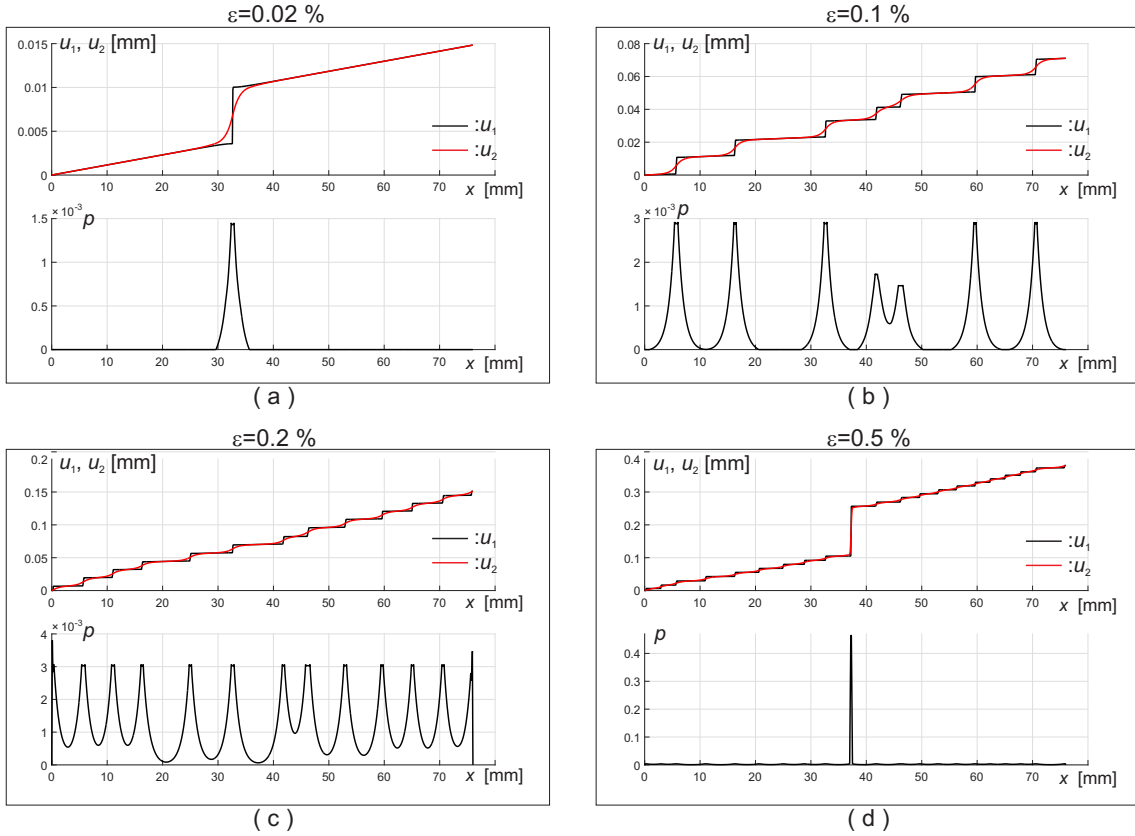 ε=0.02 %
0.015
u₁, u₂ [mm]
0.01
0.005
:u₁
:u₂
0
0 10 20 30 40 50 60 70
x [mm]
× 10⁻³
p
1.5
1
0.5
0
0 10 20 30 40 50 60 70
x [mm]
( a )
ε=0.1 %
0.08
u₁, u₂ [mm]
0.06
0.04
:u₁
0.02
:u₂
0
0 10 20 30 40 50 60 70
x [mm]
× 10⁻³
p
3
2
1
0
0 10 20 30 40 50 60 70
x [mm]
( b )
ε=0.2 %
0.2
u₁, u₂ [mm]
0.15
0.1
:u₁
0.05
:u₂
0
0 10 20 30 40 50 60 70
x [mm]
× 10⁻³
p
4
3
2
1
0
0 10 20 30 40 50 60 70
x [mm]
( c )
ε=0.5 %
0.4
u₁, u₂ [mm]
0.3
0.2
:u₁
0.1
:u₂
0
0 10 20 30 40 50 60 70
x [mm]
p
0.4
0.3
0.2
0.1
0
0 10 20 30 40 50 60 70
x [mm]
( d )